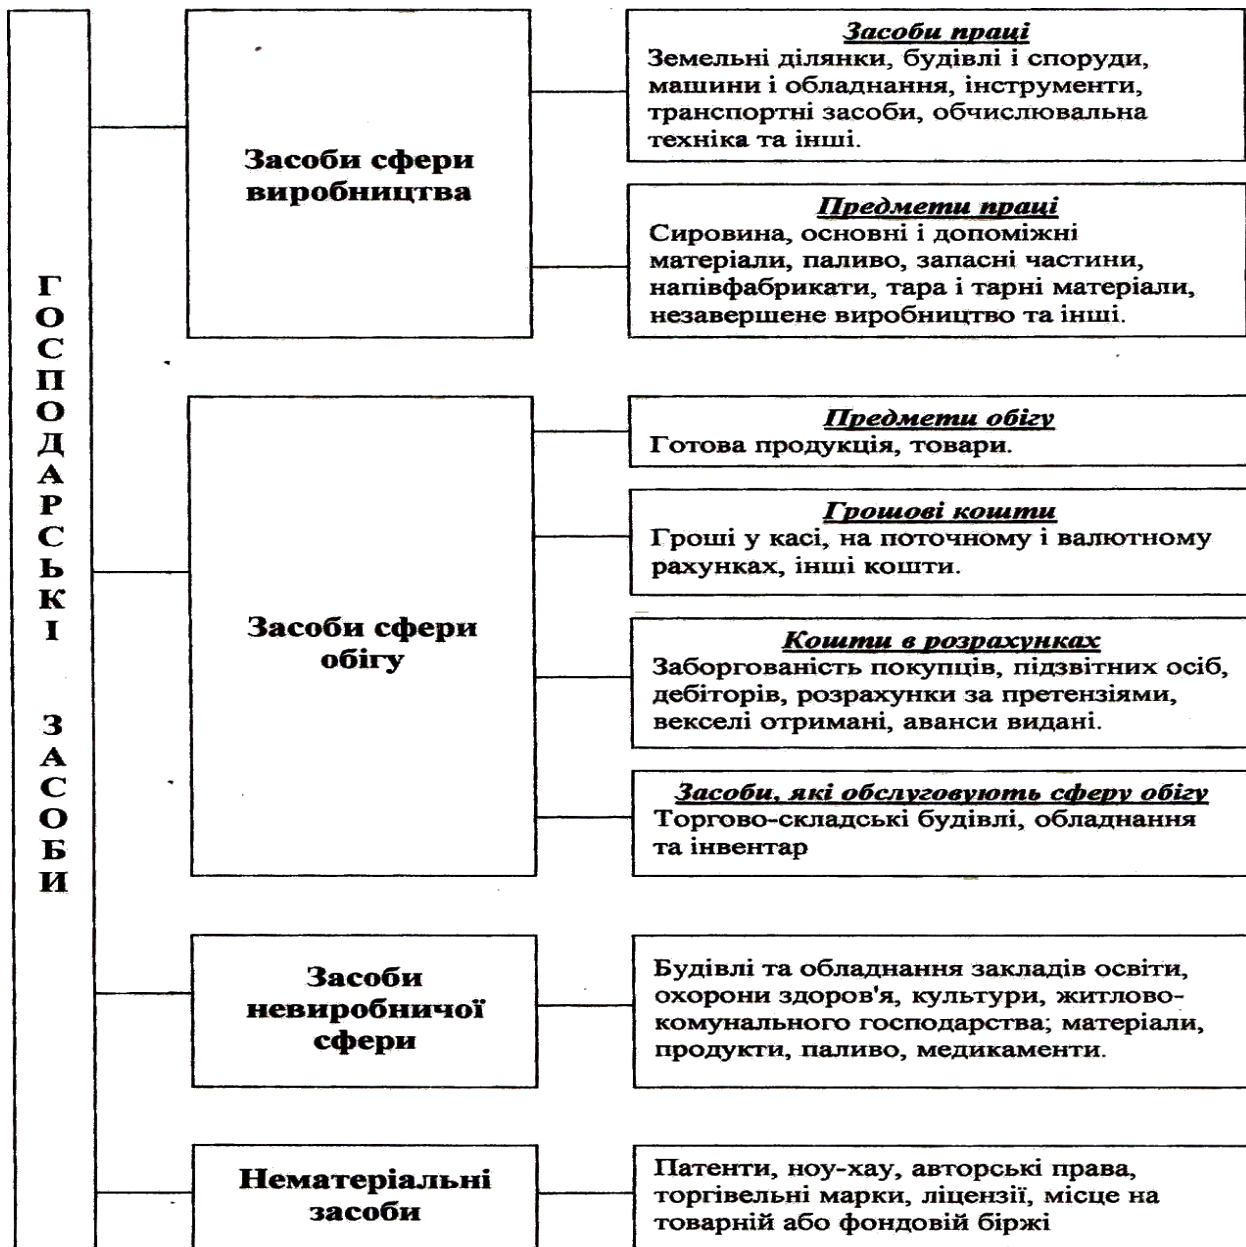 ГОСПОДАРСЬКІ ЗАСОБИ
Засоби сфери
виробництва
Засоби праці
Земельні ділянки, будівлі і споруди,
машини і обладнання, інструменти,
транспортні засоби, обчислювальна
техніка та інші.
Предмети праці
Сировина, основні і допоміжні
матеріали, паливо, запасні частини,
напівфабрикати, тара і тарні матеріали,
незавершене виробництво та інші.
Засоби сфери
обігу
Предмети обігу
Готова продукція, товари.
Грошові кошти
Гроші у касі, на поточному і валютному
рахунках, інші кошти.
Кошти в розрахунках
Заборгованість покупців, підзвітних осіб,
дебіторів, розрахунки за претензіями,
векселі отримані, аванси видані.
Засоби, які обслуговують сферу обігу
Торгово-складські будівлі, обладнання
та інвентар
Засоби
невиробничої
сфери
Будівлі та обладнання закладів освіти,
охорони здоров'я, культури, житлово-
комунального господарства; матеріали,
продукти, паливо, медикаменти.
Нематеріальні
засоби
Патенти, ноу-хау, авторські права,
торгівельні марки, ліцензії, місце на
товарній або фондовій біржі